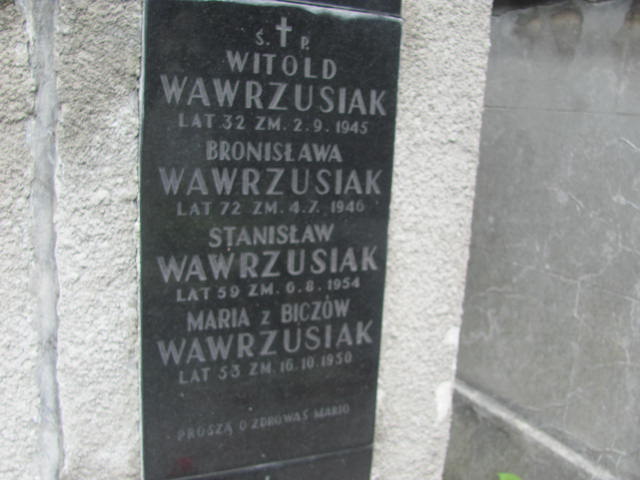 Ś. P.
WITOLD
WAWRZUSIAK
LAT 32 ZM. 2.9.1945
BRONISŁAWA
WAWRZUSIAK
LAT 72 ZM. 4.7.1946
STANISŁAW
WAWRZUSIAK
LAT 59 ZM. 6.8.1954
MARIA z BICZÓW
WAWRZUSIAK
LAT 53 ZM. 16.10.1950
PROSZĄ O ZDROWAŚ MARIO